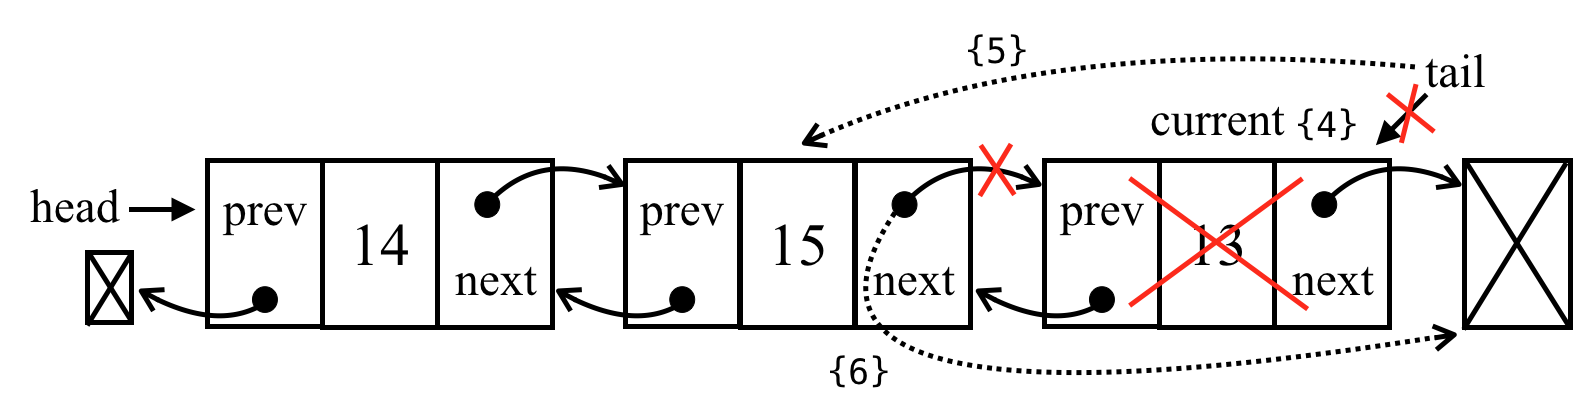 {5}
tail
current {4}
head
prev 14 next
prev 15 next
prev 13 next
{6}